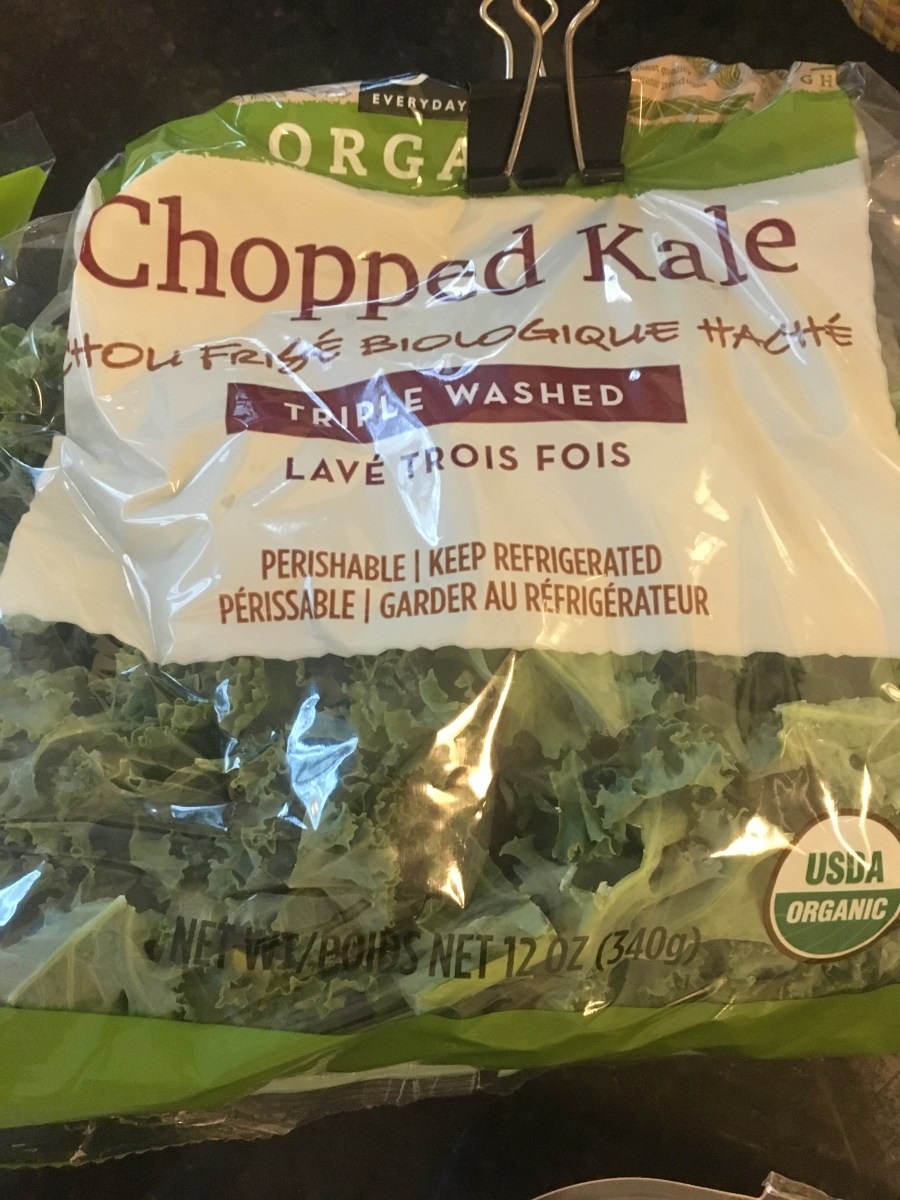 EVERYDAY
ORGA
GH
Chopped Kale
CHOU FRISÉ BIOLOGIQUE HACHÉ
TRIPLE WASHED
LAVÉ TROIS FOIS
PERISHABLE | KEEP REFRIGERATED
PÉRISSABLE | GARDER AU RÉFRIGÉRATEUR
USDA
ORGANIC
NET WT/POIDS NET 12 OZ (340g)